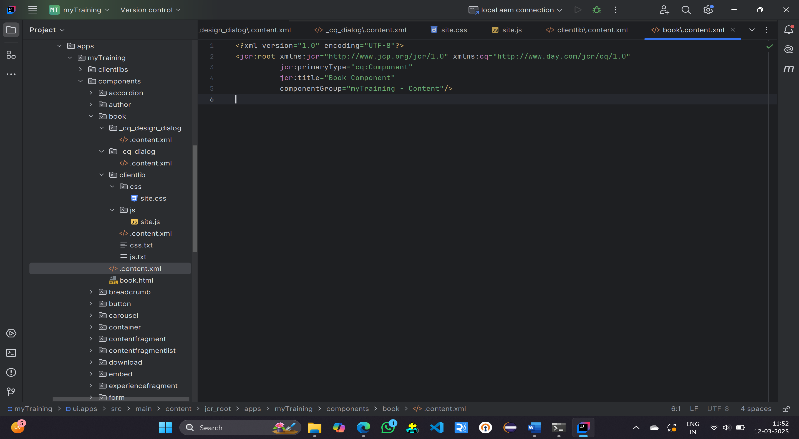 myTraining Version control local aem connection
Project
_design_dialog\.content.xml _cq_dialog\.content.xml site.css site.js clientlib\.content.xml book\.content.xml
apps
myTraining
clientlibs
components
accordion
author
book
_cq_design_dialog
.content.xml
_cq_dialog
.content.xml
clientlib
css
site.css
js
site.js
.content.xml
css.txt
js.txt
.content.xml
book.html
breadcrumb
button
carousel
container
contentfragment
contentfragmentlist
download
embed
experiencefragment
form
1 <?xml version="1.0" encoding="UTF-8"?>
2 <jcr:root xmlns:jcr="http://www.jcp.org/jcr/1.0" xmlns:cq="http://www.day.com/jcr/cq/1.0"
3 jcr:primaryType="cq:Component"
4 jcr:title="Book Component"
5 componentGroup="myTraining - Content"/>
6
myTraining > ui.apps > src > main > content > jcr_root > apps > myTraining > components > book > .content.xml 6:1 LF UTF-8 4 spaces
Search ENG IN 11:52 12-03-2025